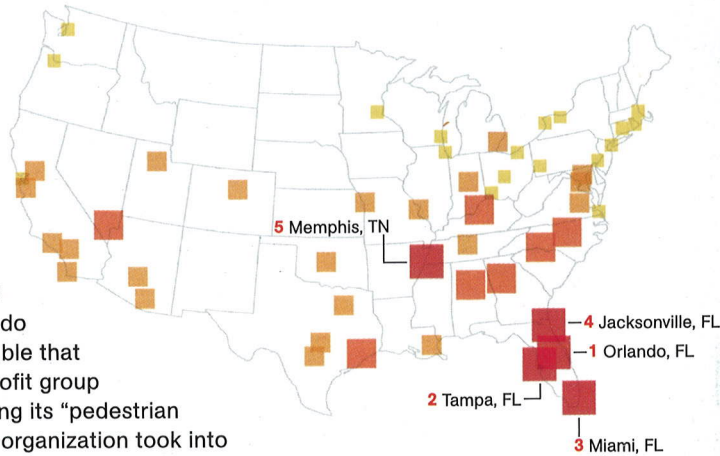 5 Memphis, TN
4 Jacksonville, FL
1 Orlando, FL
2 Tampa, FL
3 Miami, FL
do
ble that
ofit group
ng its “pedestrian
organization took into